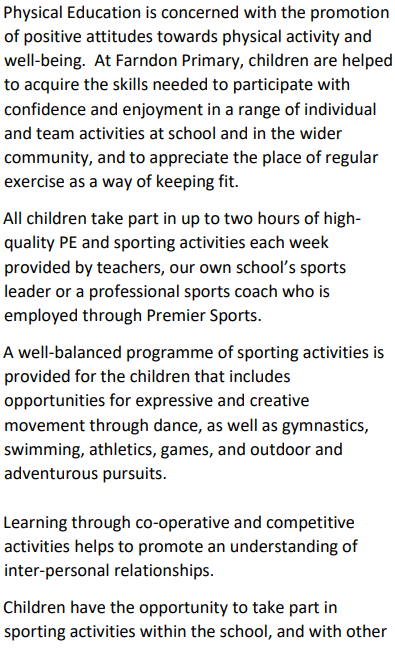 Physical Education is concerned with the promotion
of positive attitudes towards physical activity and
well-being.  At Farndon Primary, children are helped
to acquire the skills needed to participate with
confidence and enjoyment in a range of individual
and team activities at school and in the wider
community, and to appreciate the place of regular
exercise as a way of keeping fit.
All children take part in up to two hours of high-
quality PE and sporting activities each week
provided by teachers, our own school’s sports
leader or a professional sports coach who is
employed through Premier Sports.
A well-balanced programme of sporting activities is
provided for the children that includes
opportunities for expressive and creative
movement through dance, as well as gymnastics,
swimming, athletics, games, and outdoor and
adventurous pursuits.
Learning through co-operative and competitive
activities helps to promote an understanding of
inter-personal relationships.
Children have the opportunity to take part in
sporting activities within the school, and with other